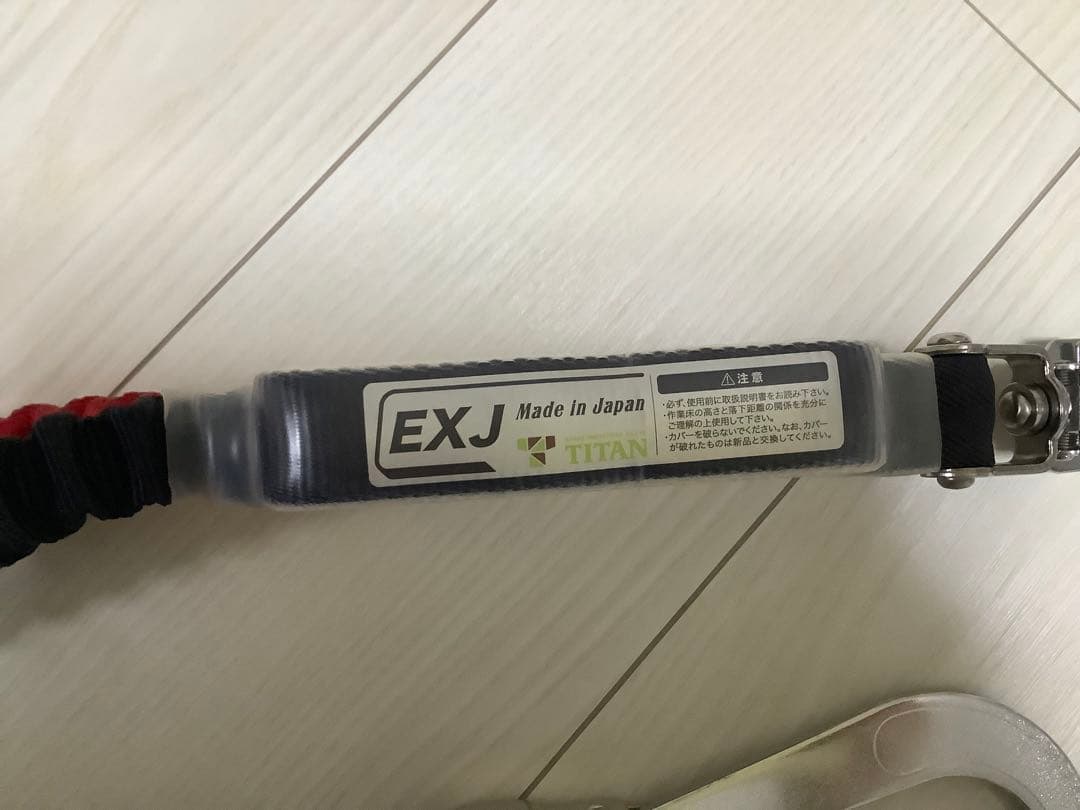 EXJ
Made in Japan
TITAN
⚠注意
・必ず、使用前に取扱説明書をお読み下さい。
・作業床の高さと落下距離の関係を充分に
ご理解の上使用して下さい。
・カバーを破らないでください。なお、カバー
が破れたものは新品と交換してください。